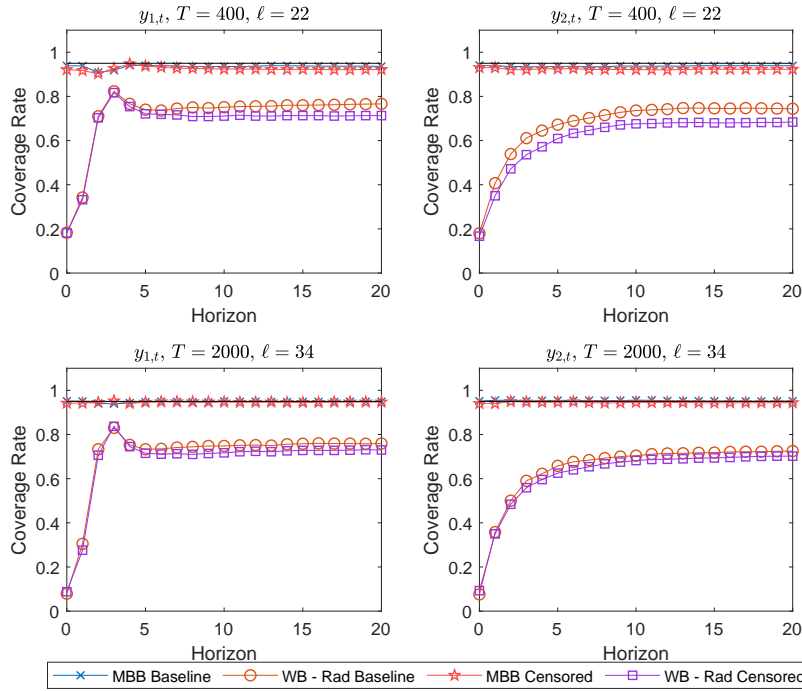 y₁,ₜ, T = 400, ℓ = 22
Coverage Rate
1
0.8
0.6
0.4
0.2
0
0 5 10 15 20
Horizon
y₂,ₜ, T = 400, ℓ = 22
Coverage Rate
1
0.8
0.6
0.4
0.2
0
0 5 10 15 20
Horizon
y₁,ₜ, T = 2000, ℓ = 34
Coverage Rate
1
0.8
0.6
0.4
0.2
0
0 5 10 15 20
Horizon
y₂,ₜ, T = 2000, ℓ = 34
Coverage Rate
1
0.8
0.6
0.4
0.2
0
0 5 10 15 20
Horizon
MBB Baseline WB - Rad Baseline MBB Censored WB - Rad Censored